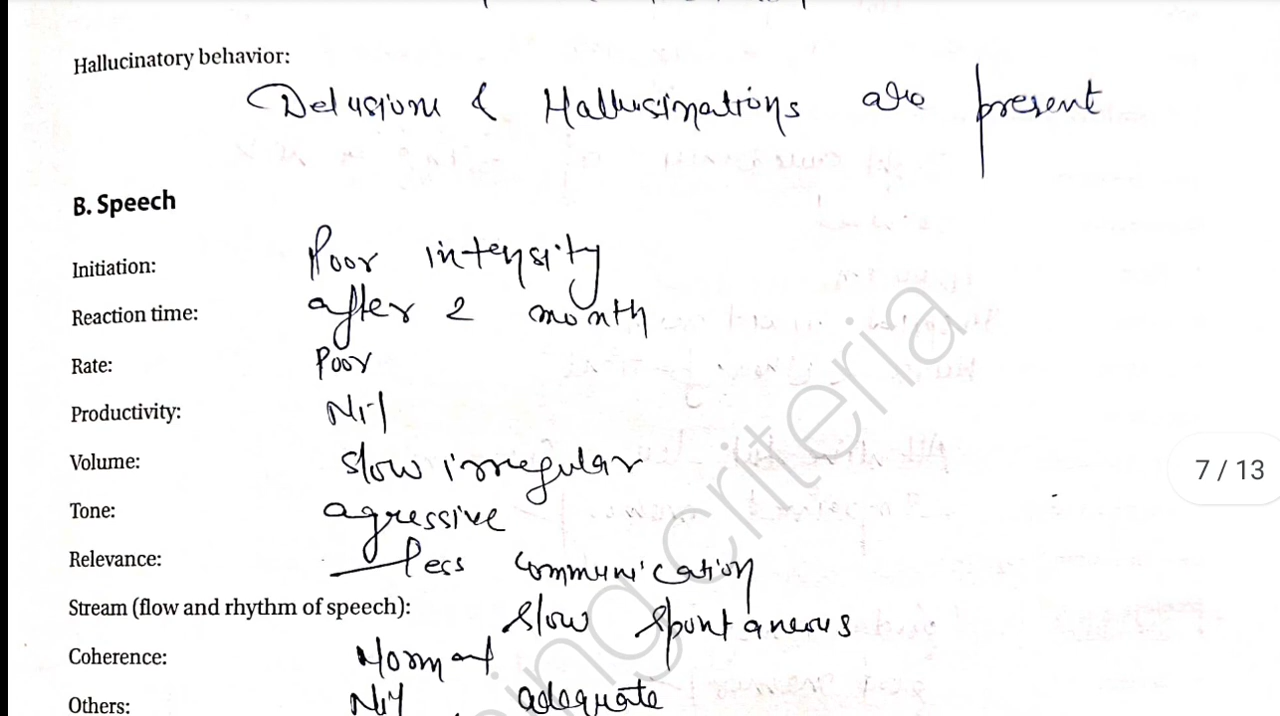 Hallucinatory behavior:
Delusions & Hallusinations are present
B. Speech
Initiation: Poor intensity
Reaction time: after 2 month
Rate: Poor
Productivity: Nil
Volume: slow irregular
Tone: agressive
Relevance: less communication
Stream (flow and rhythm of speech): slow spontaneous
Coherence: Normal
Others: Nil adequate
7 / 13